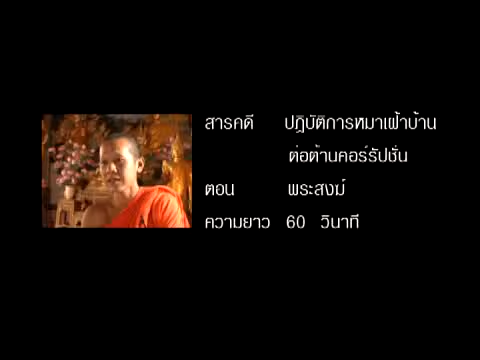 สารคดี ปฏิบัติการหมาเฝ้าบ้าน
ต่อต้านคอร์รัปชั่น
ตอน พระสงฆ์
ความยาว 60 วินาที